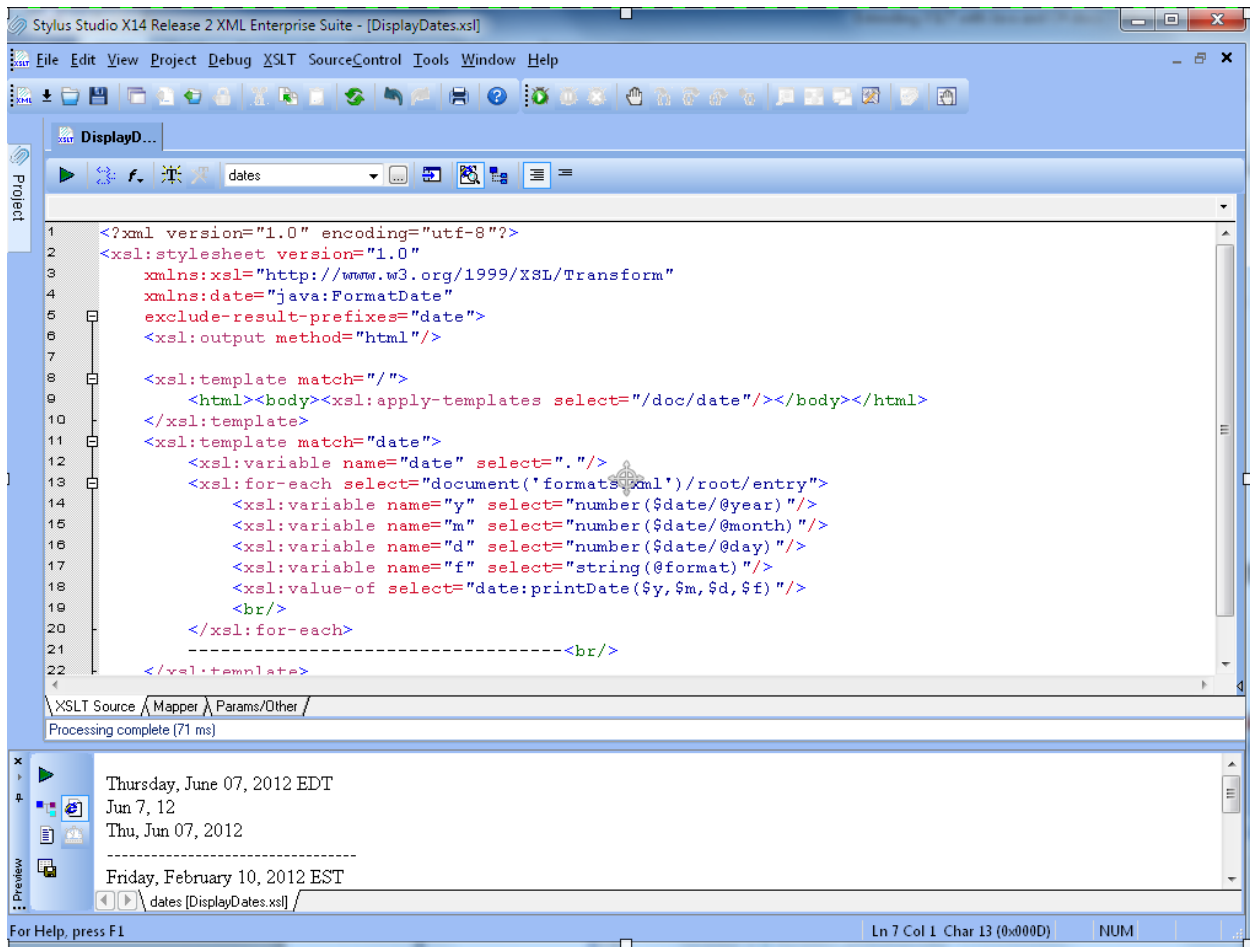 Stylus Studio X14 Release 2 XML Enterprise Suite - [DisplayDates.xsl]
File Edit View Project Debug XSLT SourceControl Tools Window Help
DisplayD...
Project
dates
1 <?xml version="1.0" encoding="utf-8"?>
2 <xsl:stylesheet version="1.0"
3 xmlns:xsl="http://www.w3.org/1999/XSL/Transform"
4 xmlns:date="java:FormatDate"
5 exclude-result-prefixes="date">
6 <xsl:output method="html"/>
7
8 <xsl:template match="/">
9 <html><body><xsl:apply-templates select="/doc/date"/></body></html>
10 </xsl:template>
11 <xsl:template match="date">
12 <xsl:variable name="date" select="."/>
13 <xsl:for-each select="document('formats.xml')/root/entry">
14 <xsl:variable name="y" select="number($date/@year)"/>
15 <xsl:variable name="m" select="number($date/@month)"/>
16 <xsl:variable name="d" select="number($date/@day)"/>
17 <xsl:variable name="f" select="string(@format)"/>
18 <xsl:value-of select="date:printDate($y,$m,$d,$f)"/>
19 <br/>
20 </xsl:for-each>
21 ----------------------------------<br/>
22 </xsl:template>
XSLT Source Mapper Params/Other
Processing complete (71 ms)
Thursday, June 07, 2012 EDT
Jun 7, 12
Thu, Jun 07, 2012
----------------------------------
Friday, February 10, 2012 EST
Preview
dates [DisplayDates.xsl]
For Help, press F1
Ln 7 Col 1 Char 13 (0x000D) NUM